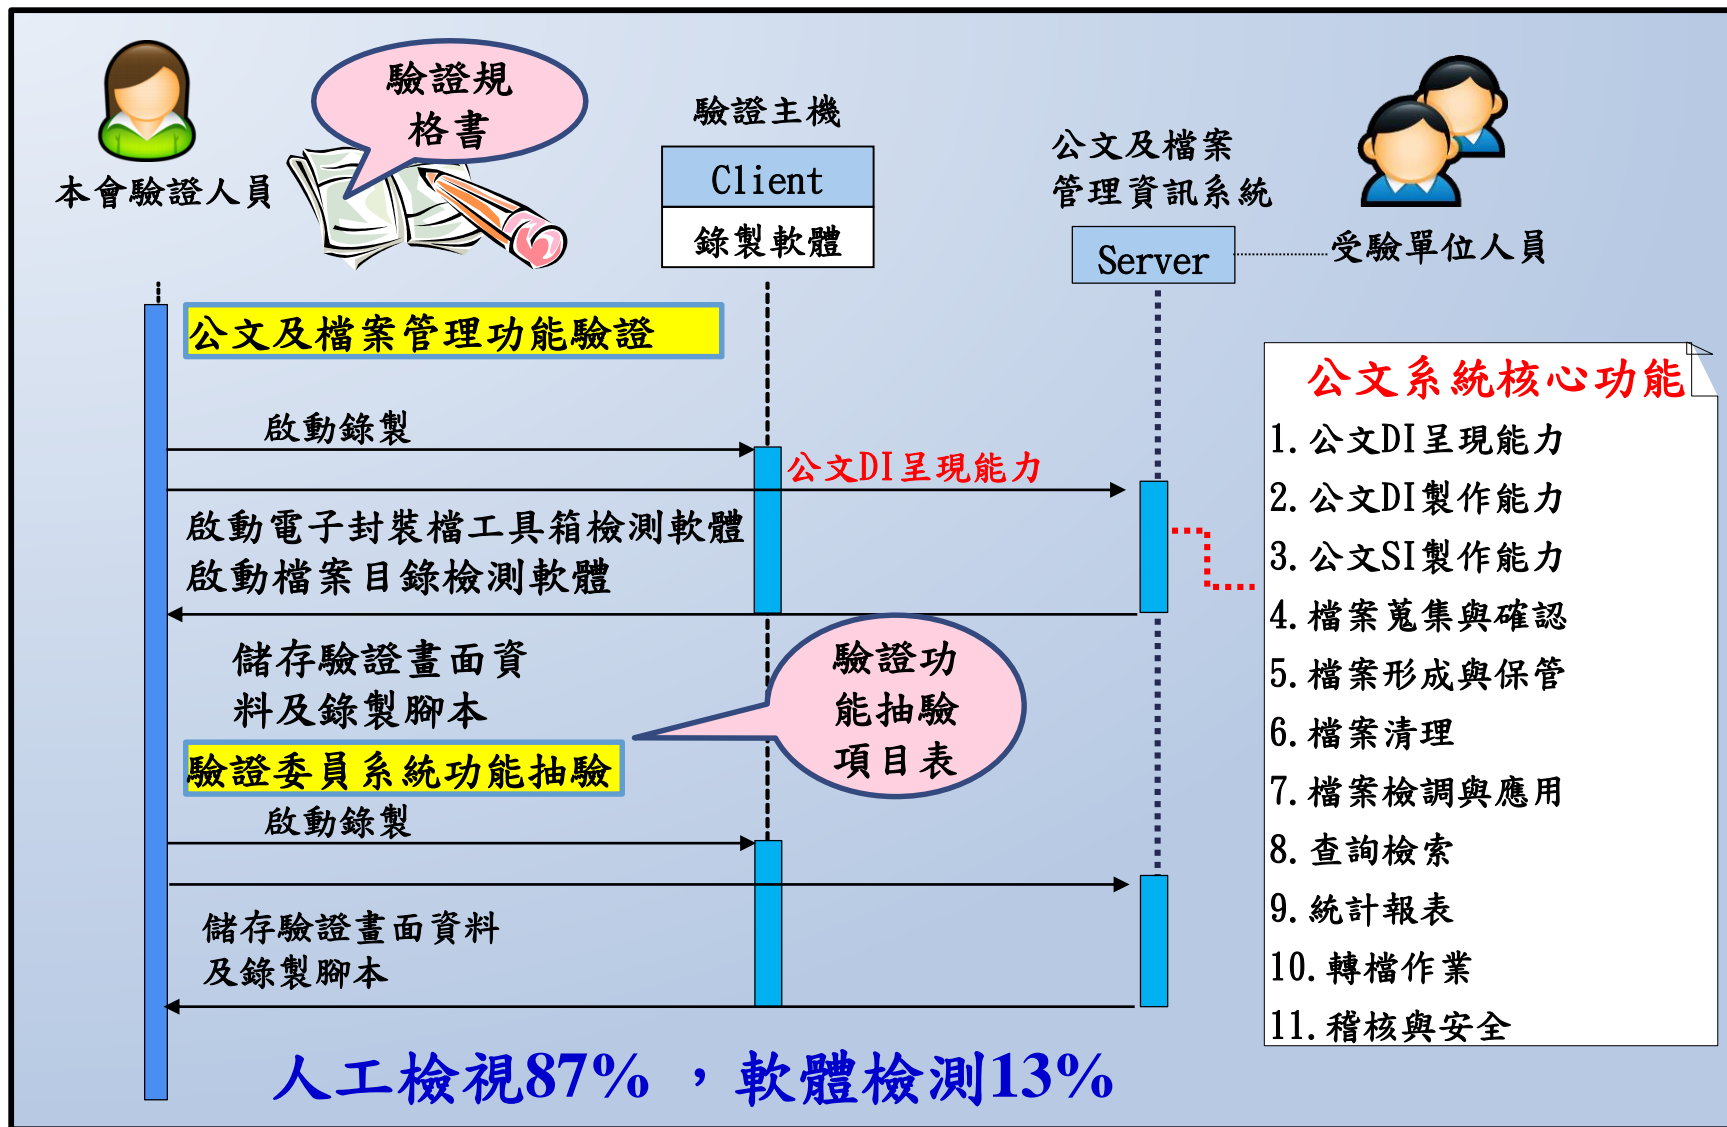 驗證規
格書
本會驗證人員
驗證主機
Client
錄製軟體
公文及檔案
管理資訊系統
Server
受驗單位人員
公文及檔案管理功能驗證
啟動錄製
公文DI呈現能力
啟動電子封裝檔工具箱檢測軟體
啟動檔案目錄檢測軟體
儲存驗證畫面資
料及錄製腳本
驗證功
能抽驗
項目表
驗證委員系統功能抽驗
啟動錄製
儲存驗證畫面資料
及錄製腳本
公文系統核心功能
1.公文DI呈現能力
2.公文DI製作能力
3.公文SI製作能力
4.檔案蒐集與確認
5.檔案形成與保管
6.檔案清理
7.檔案檢調與應用
8.查詢檢索
9.統計報表
10.轉檔作業
11.稽核與安全
人工檢視87%，軟體檢測13%